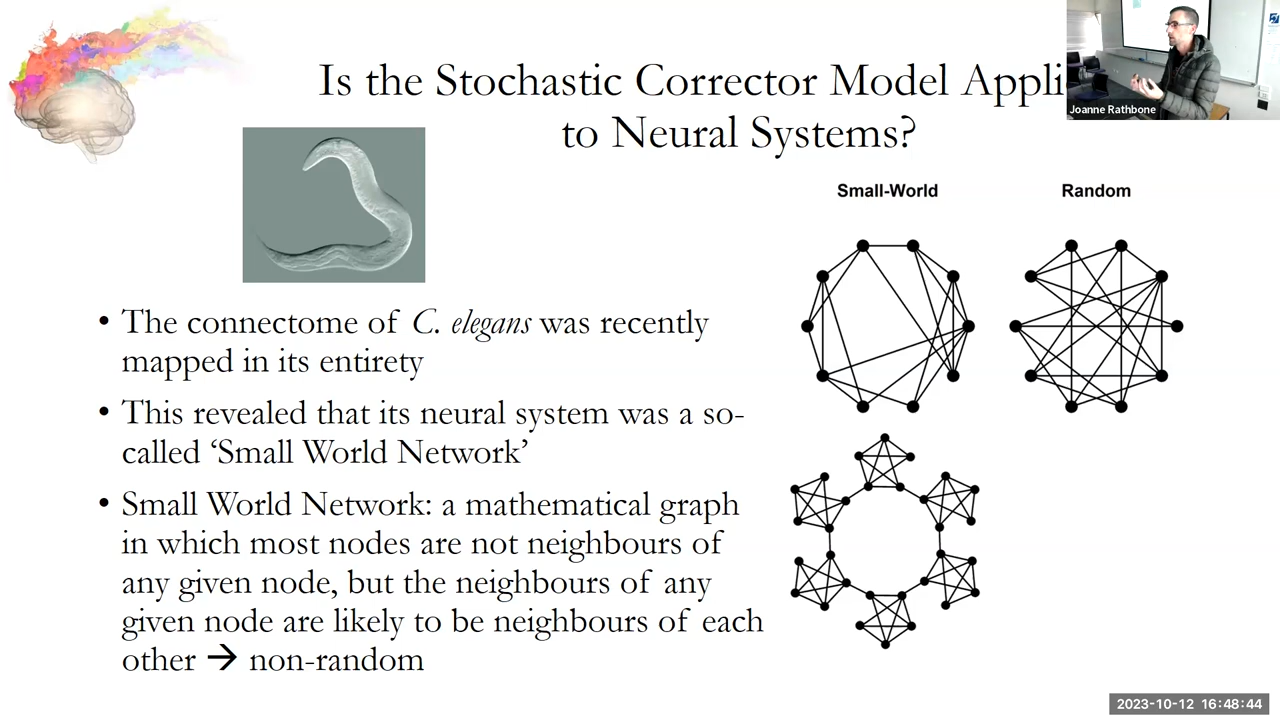 Is the Stochastic Corrector Model Appli
to Neural Systems?
Joanne Rathbone
Small-World
Random
• The connectome of C. elegans was recently
mapped in its entirety
• This revealed that its neural system was a so-
called ‘Small World Network’
• Small World Network: a mathematical graph
in which most nodes are not neighbours of
any given node, but the neighbours of any
given node are likely to be neighbours of each
other → non-random
2023-10-12 16:48:44